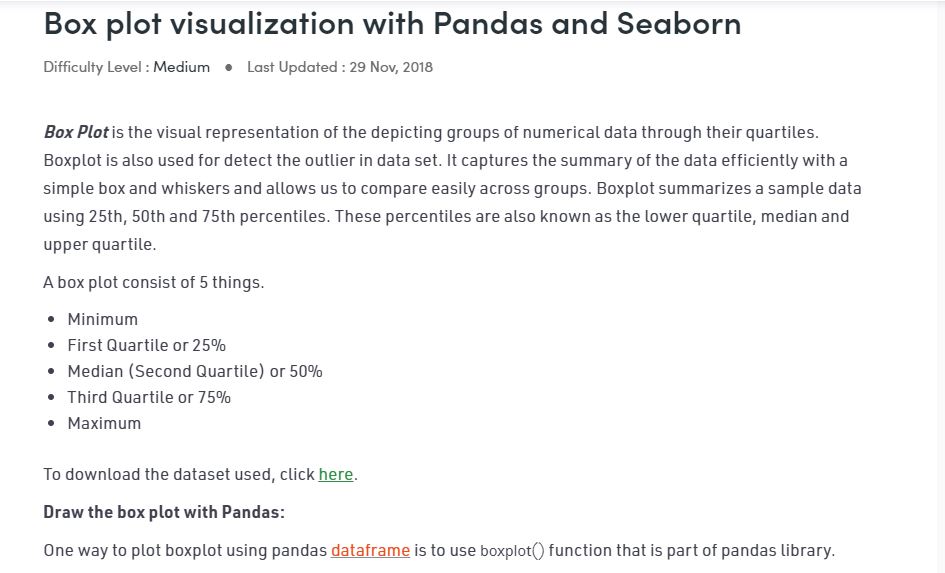 Box plot visualization with Pandas and Seaborn
Difficulty Level : Medium ● Last Updated : 29 Nov, 2018
Box Plot is the visual representation of the depicting groups of numerical data through their quartiles.
Boxplot is also used for detect the outlier in data set. It captures the summary of the data efficiently with a
simple box and whiskers and allows us to compare easily across groups. Boxplot summarizes a sample data
using 25th, 50th and 75th percentiles. These percentiles are also known as the lower quartile, median and
upper quartile.
A box plot consist of 5 things.
• Minimum
• First Quartile or 25%
• Median (Second Quartile) or 50%
• Third Quartile or 75%
• Maximum
To download the dataset used, click here.
Draw the box plot with Pandas:
One way to plot boxplot using pandas dataframe is to use boxplot() function that is part of pandas library.